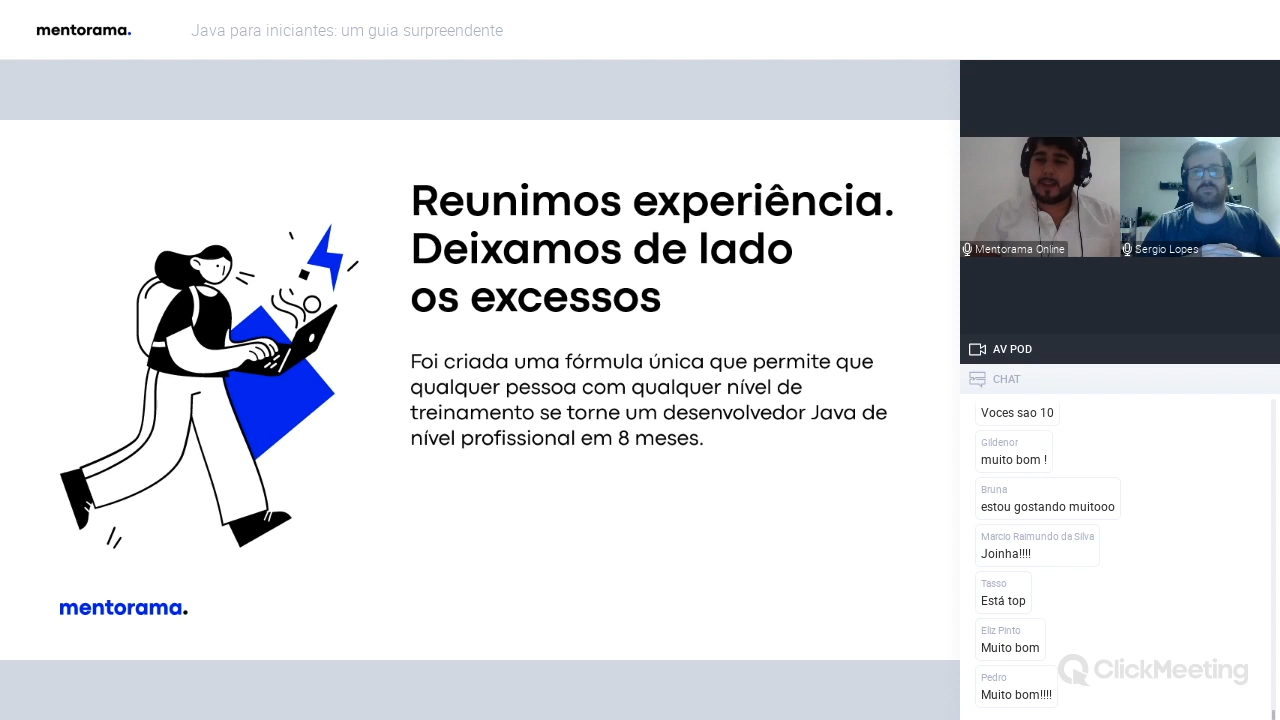 mentorama.
Java para iniciantes: um guia surpreendente
Reunimos experiência.
Deixamos de lado
os excessos
Foi criada uma fórmula única que permite que
qualquer pessoa com qualquer nível de
treinamento se torne um desenvolvedor Java de
nível profissional em 8 meses.
mentorama.
Mentorama Online
Sergio Lopes
AV POD
CHAT
Voces sao 10
Gildenor
muito bom !
Bruna
estou gostando muitooo
Marcio Raimundo da Silva
Joinha!!!!
Tasso
Está top
Eliz Pinto
Muito bom
Pedro
Muito bom!!!!
ClickMeeting